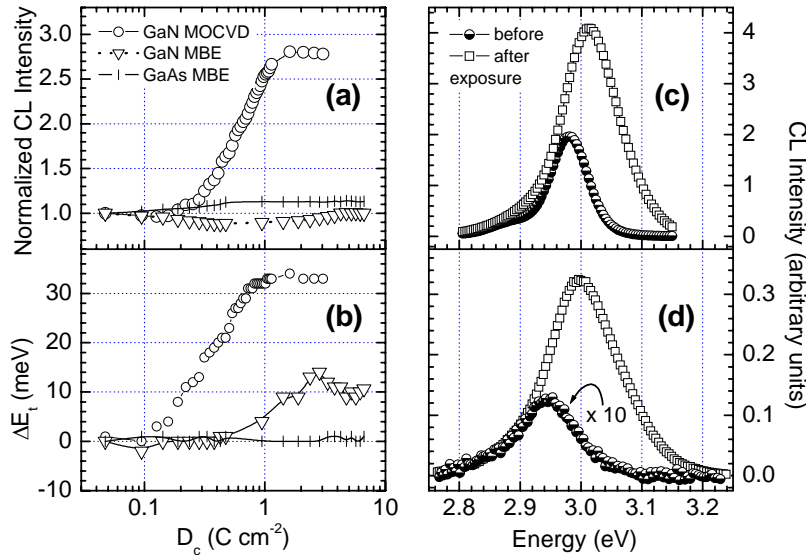 GaN MOCVD
GaN MBE
GaAs MBE
(a)
Normalized CL Intensity
3.0
2.5
2.0
1.5
1.0
before
after
exposure
(c)
4
2
0
CL Intensity (arbitrary units)
(b)
ΔE_t (meV)
30
20
10
0
-10
0.1
1
10
D_c (C cm⁻²)
(d)
x 10
0.3
0.2
0.1
0.0
2.8
2.9
3.0
3.1
3.2
Energy (eV)